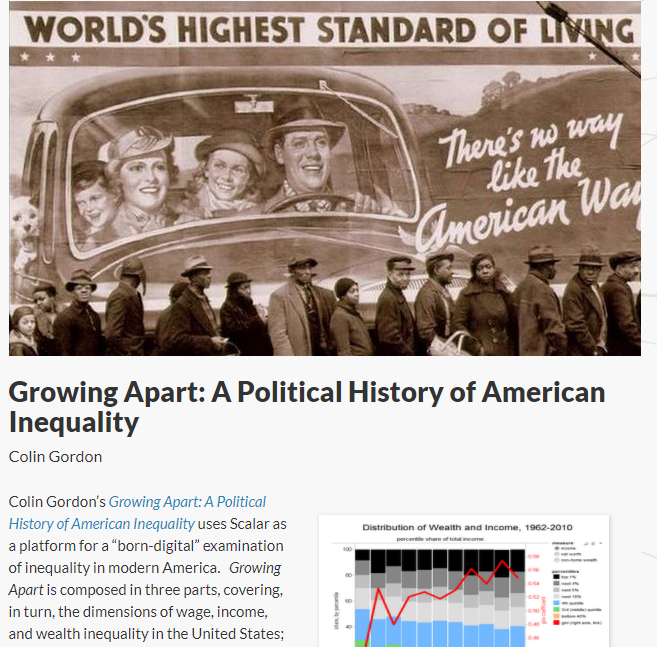 WORLD'S HIGHEST STANDARD OF LIVING
There's no way
like the
American Way
Growing Apart: A Political History of American
Inequality
Colin Gordon
Colin Gordon's Growing Apart: A Political
History of American Inequality uses Scalar as
a platform for a “born-digital” examination
of inequality in modern America. Growing
Apart is composed in three parts, covering,
in turn, the dimensions of wage, income,
and wealth inequality in the United States;
Distribution of Wealth and Income, 1962-2010
percentile share of total income
measure
income
net worth
non-home wealth
percentiles
top 1%
next 4%
next 5%
next 10%
4th quintile
3rd (middle) quintile
bottom 40%
gini (right axis, line)
share, by percentile
100
80
60
40
0.58
0.56
0.54
0.52
0.50
0.48
0.46
gini coefficient